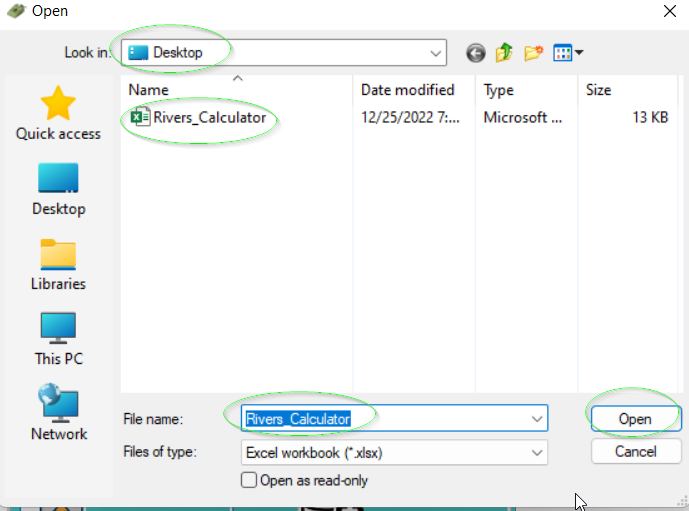 Open
Look in: Desktop
Name Date modified Type Size
Rivers_Calculator 12/25/2022 7:... Microsoft ... 13 KB
Quick access
Desktop
Libraries
This PC
Network
File name: Rivers_Calculator Open
Files of type: Excel workbook (*.xlsx) Cancel
Open as read-only